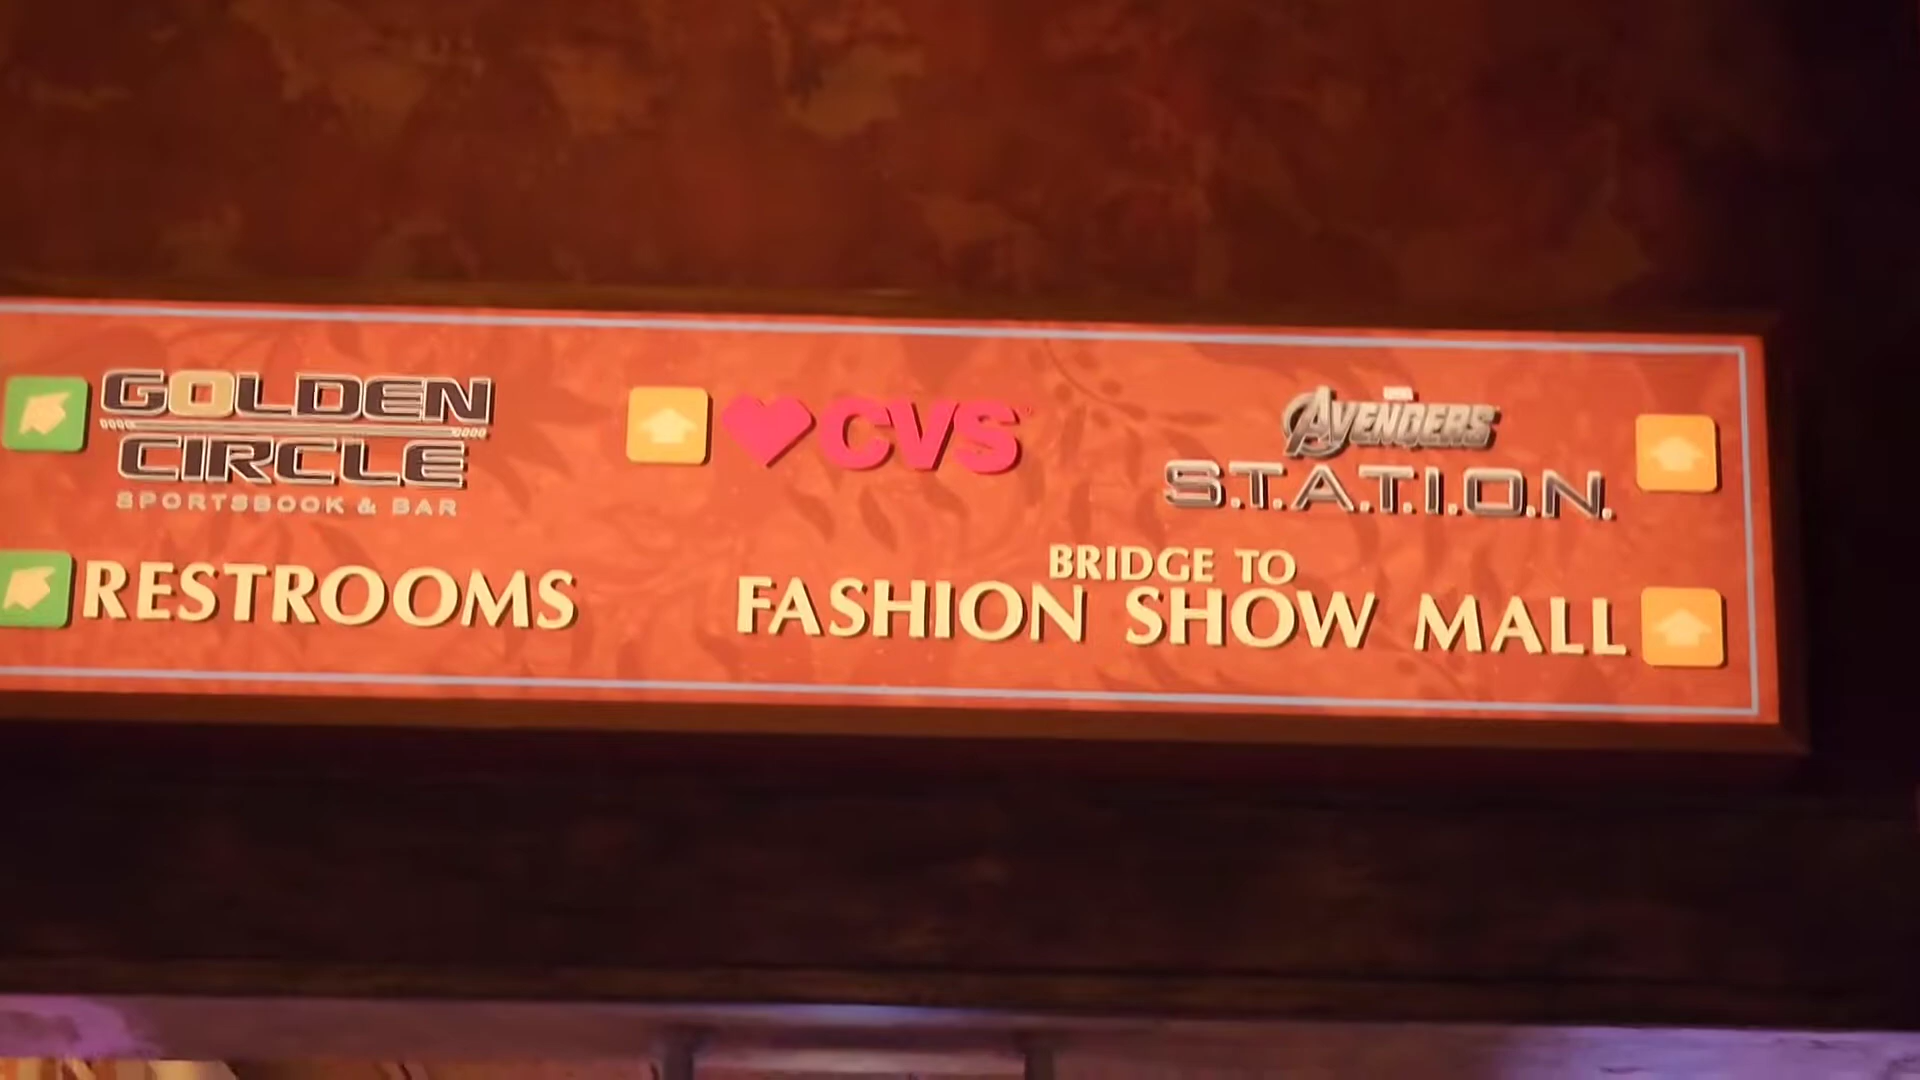 GOLDEN
CIRCLE
SPORTSBOOK & BAR
RESTROOMS
CVS
AVENGERS
S.T.A.T.I.O.N.
BRIDGE TO
FASHION SHOW MALL